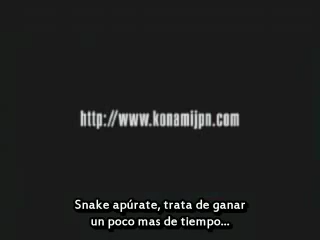 http://www.konamijpn.com
Snake apúrate, trata de ganar
un poco mas de tiempo...